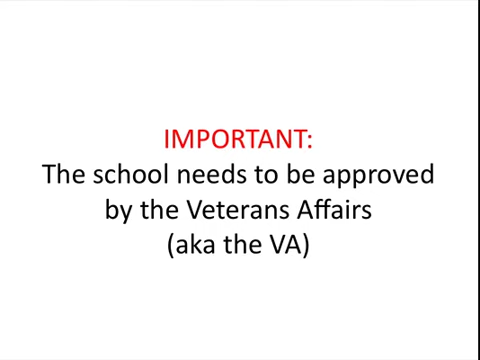 IMPORTANT:
The school needs to be approved
by the Veterans Affairs
(aka the VA)